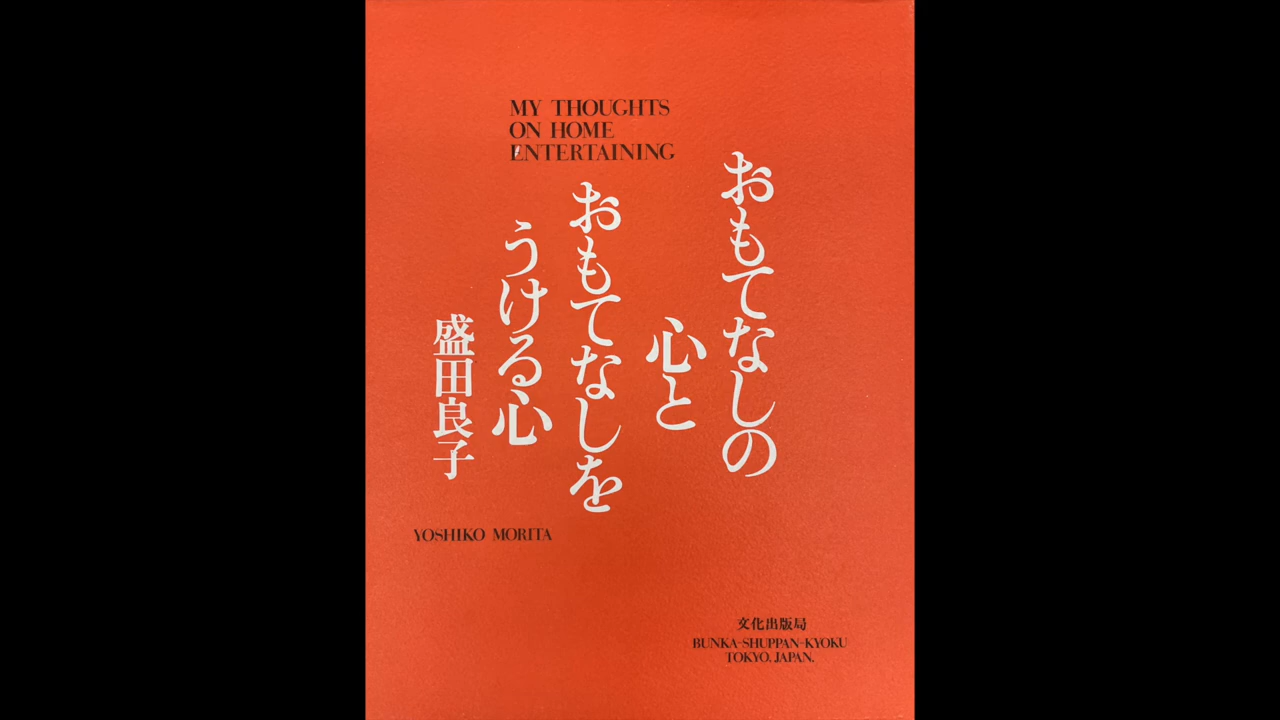 MY THOUGHTS
ON HOME
ENTERTAINING
おもてなしの
心と
おもてなしを
うける心
盛田良子
YOSHIKO MORITA
文化出版局
BUNKA-SHUPPAN-KYOKU
TOKYO. JAPAN.